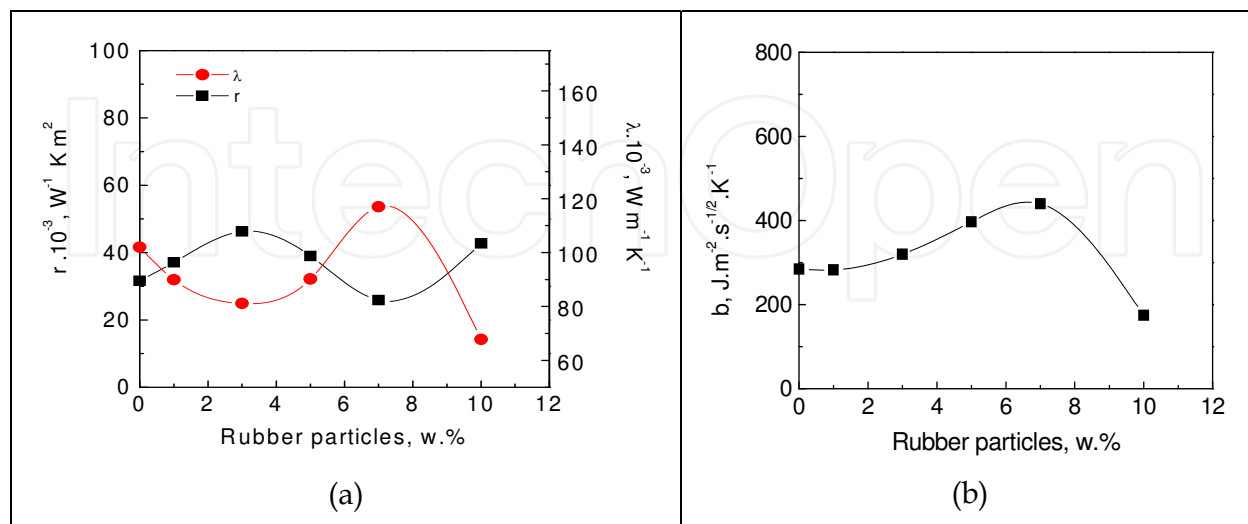 100
80
60
40
20
0
r.10⁻³, W⁻¹ K m²
λ
r
160
140
120
100
80
60
λ.10⁻³, W m⁻¹ K⁻¹
0 2 4 6 8 10 12
Rubber particles, w.%
(a)
800
600
400
200
0
b, J.m⁻².s⁻¹/².K⁻¹
0 2 4 6 8 10 12
Rubber particles, w.%
(b)
IntechOpen